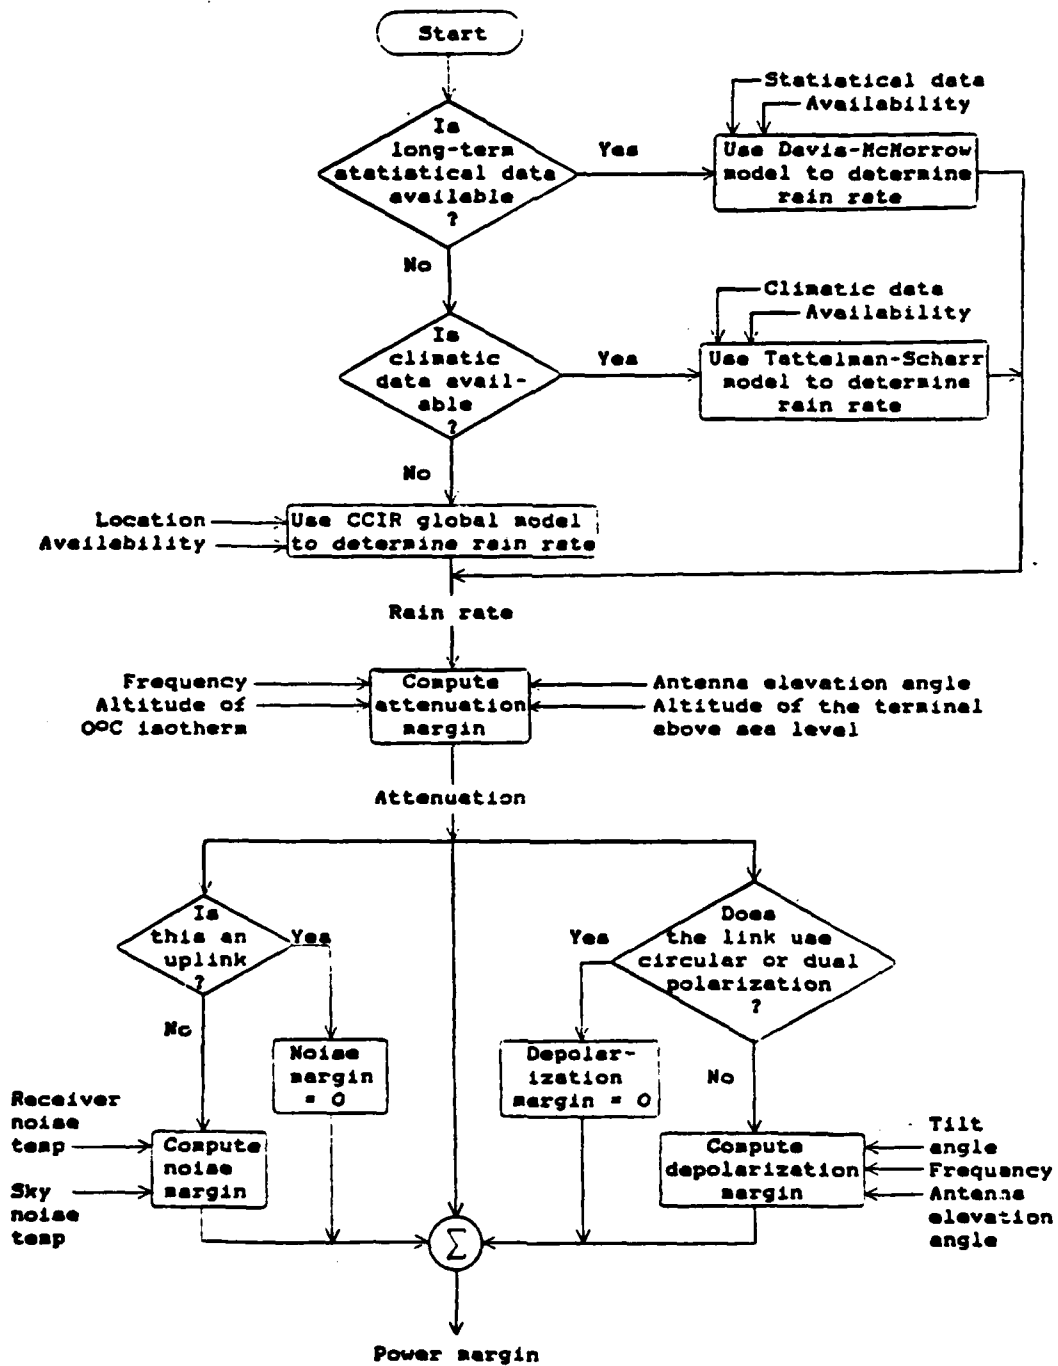 Start
Is
long-term
statistical data
available
?
Yes
Statistical data
Availability
Use Davis-McMorrow
model to determine
rain rate
No
Is
climatic
data avail-
able
?
Yes
Climatic data
Availability
Use Tattelman-Scharr
model to determine
rain rate
No
Location
Availability
Use CCIR global model
to determine rain rate
Rain rate
Frequency
Altitude of
0ºC isotherm
Compute
attenuation
margin
Antenna elevation angle
Altitude of the terminal
above sea level
Attenuation
Is
this an
uplink
?
Yes
No
Noise
margin
= 0
Receiver
noise
temp
Sky
noise
temp
Compute
noise
margin
Does
the link use
circular or dual
polarization
?
Yes
No
Depolar-
ization
margin = 0
Compute
depolarization
margin
Tilt
angle
Frequency
Antenna
elevation
angle
Σ
Power margin